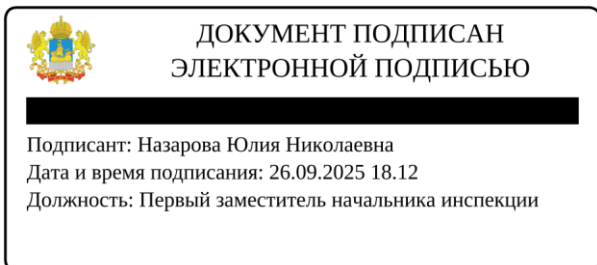 ДОКУМЕНТ ПОДПИСАН
ЭЛЕКТРОННОЙ ПОДПИСЬЮ
Подписант: Назарова Юлия Николаевна
Дата и время подписания: 26.09.2025 18.12
Должность: Первый заместитель начальника инспекции